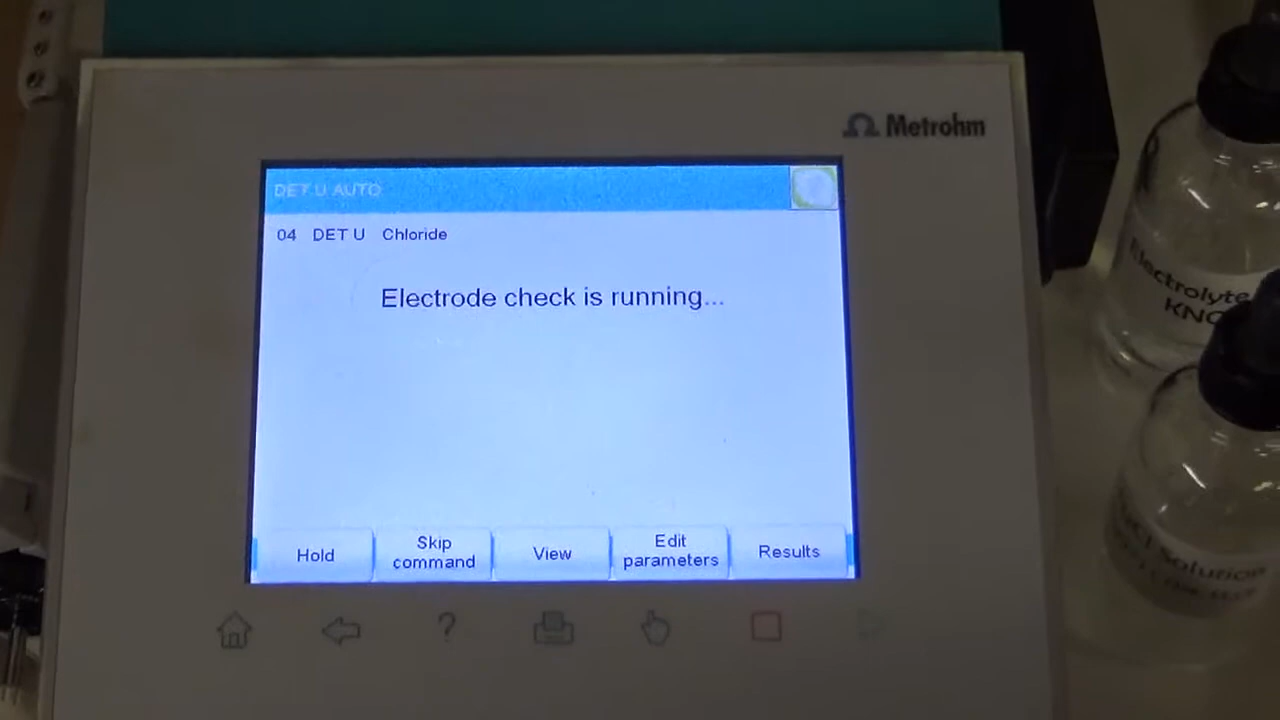 Metrohm
DET U AUTO
04 DET U Chloride
Electrode check is running...
Hold
Skip command
View
Edit parameters
Results
?
Electrolyte
Solution